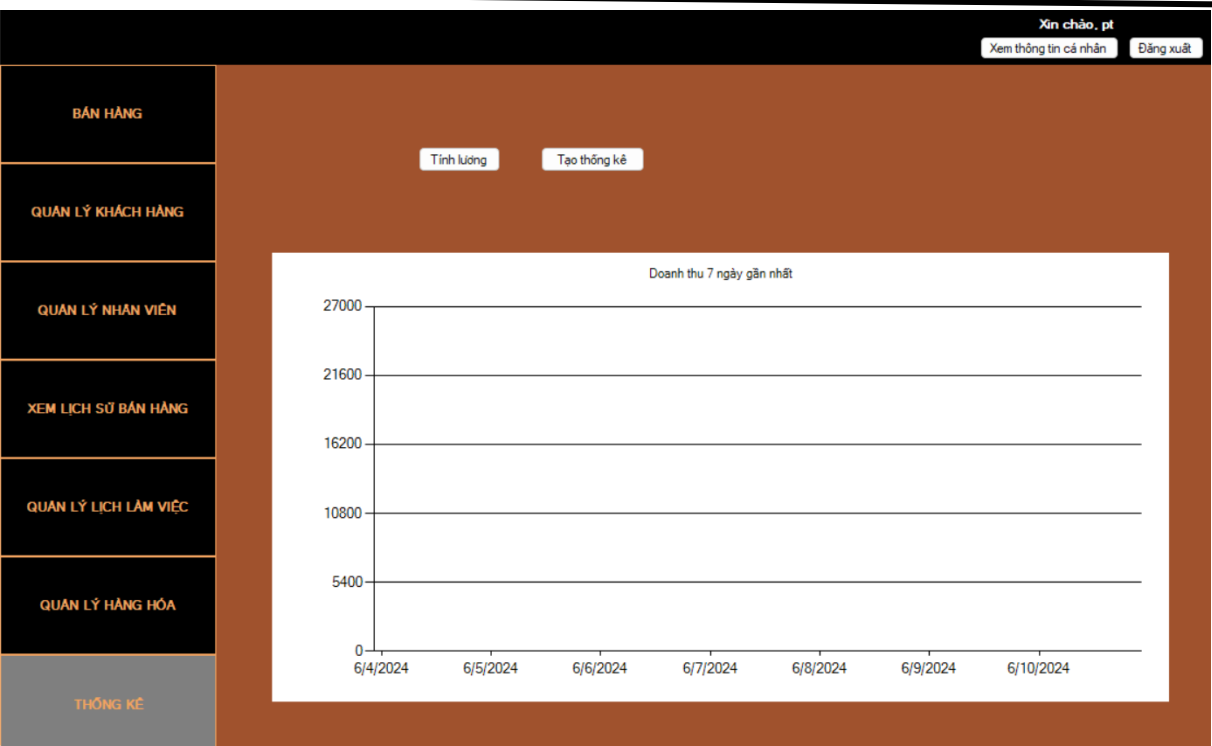 Xin chào, pt
Xem thông tin cá nhân
Đăng xuất
BÁN HÀNG
QUẢN LÝ KHÁCH HÀNG
QUẢN LÝ NHÂN VIÊN
XEM LỊCH SỬ BÁN HÀNG
QUẢN LÝ LỊCH LÀM VIỆC
QUẢN LÝ HÀNG HÓA
THỐNG KÊ
Tính lương
Tạo thống kê
Doanh thu 7 ngày gần nhất
27000
21600
16200
10800
5400
0
6/4/2024 6/5/2024 6/6/2024 6/7/2024 6/8/2024 6/9/2024 6/10/2024